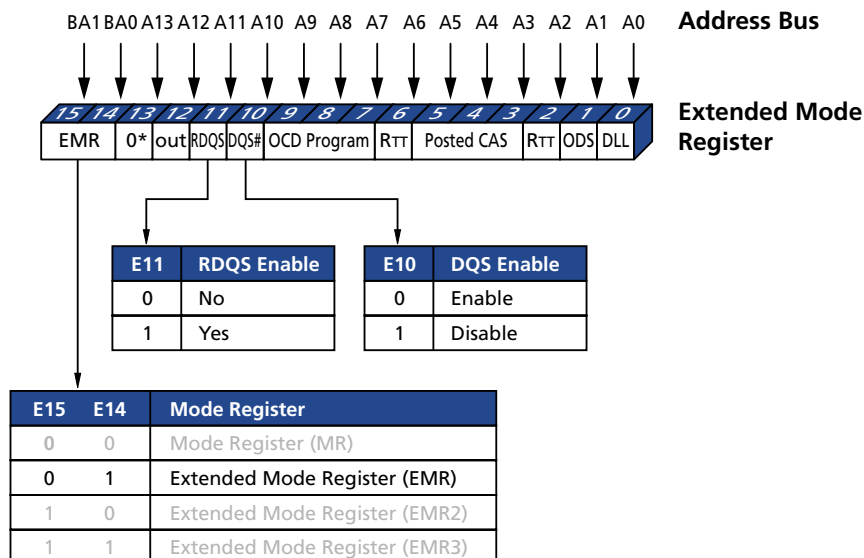 BA1 BA0 A13 A12 A11 A10 A9 A8 A7 A6 A5 A4 A3 A2 A1 A0 Address Bus
15 14 13 12 11 10 9 8 7 6 5 4 3 2 1 0
Extended Mode
Register
EMR 0* out RDQS DQS# OCD Program RTT Posted CAS RTT ODS DLL
E11 RDQS Enable
0 No
1 Yes
E10 DQS Enable
0 Enable
1 Disable
E15 E14 Mode Register
0 0 Mode Register (MR)
0 1 Extended Mode Register (EMR)
1 0 Extended Mode Register (EMR2)
1 1 Extended Mode Register (EMR3)